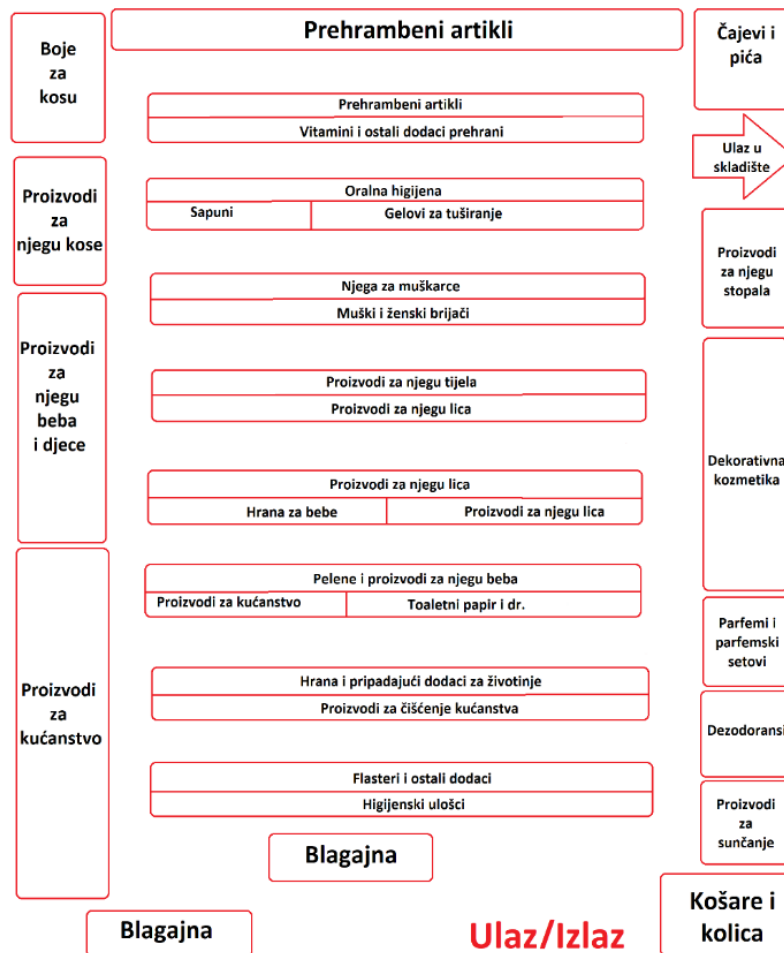 Prehrambeni artikli
Boje
za
kosu
Čajevi i
pića
Prehrambeni artikli
Vitamini i ostali dodaci prehrani
Ulaz u
skladište
Proizvodi
za
njegu kose
Oralna higijena
Sapuni
Gelovi za tuširanje
Proizvodi
za njegu
stopala
Njega za muškarce
Muški i ženski brijači
Proizvodi
za
njegu
beba
i djece
Proizvodi za njegu tijela
Proizvodi za njegu lica
Dekorativna
kozmetika
Proizvodi za njegu lica
Hrana za bebe
Proizvodi za njegu lica
Pelene i proizvodi za njegu beba
Proizvodi za kućanstvo
Toaletni papir i dr.
Parfemi i
parfemski
setovi
Proizvodi
za
kućanstvo
Hrana i pripadajući dodaci za životinje
Proizvodi za čišćenje kućanstva
Dezodoransi
Flasteri i ostali dodaci
Higijenski ulošci
Proizvodi
za
sunčanje
Blagajna
Košare i
kolica
Blagajna
Ulaz/Izlaz